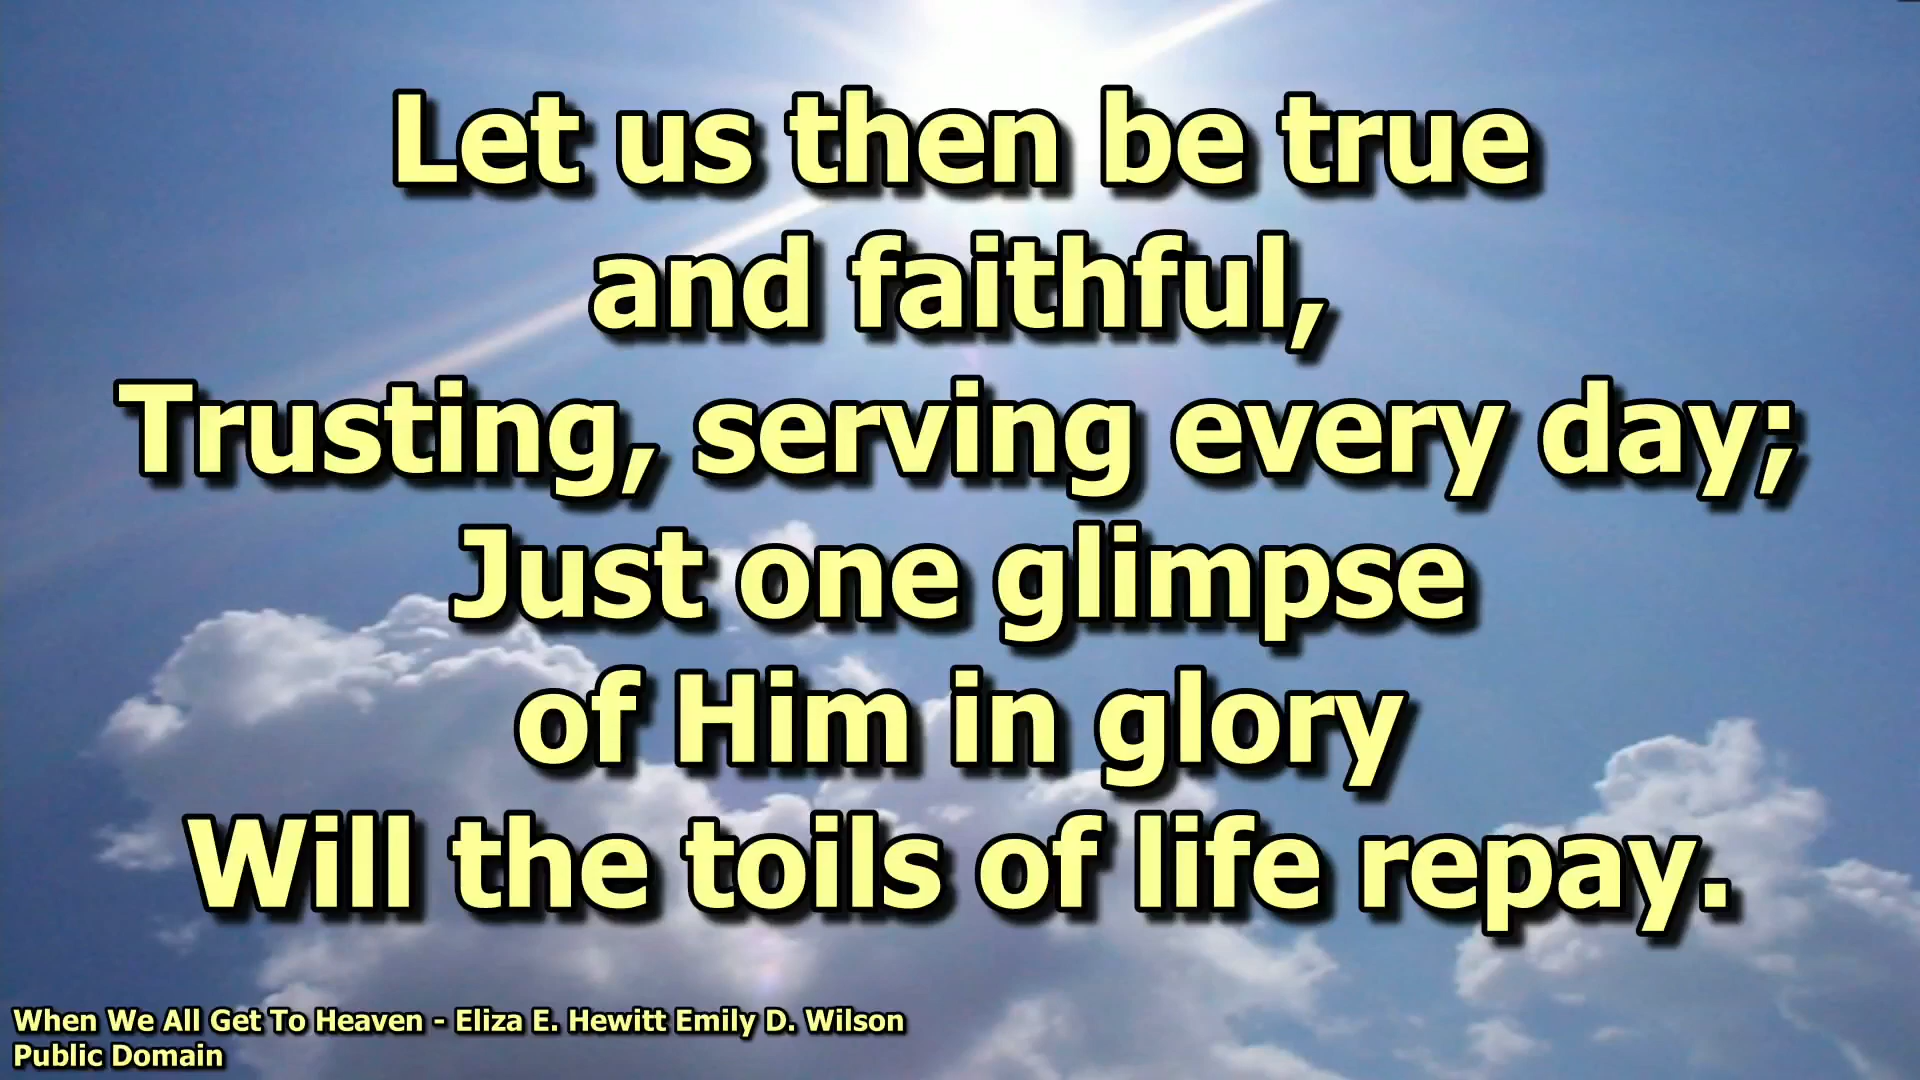 Let us then be true
and faithful,
Trusting, serving every day;
Just one glimpse
of Him in glory
Will the toils of life repay.
When We All Get To Heaven - Eliza E. Hewitt Emily D. Wilson
Public Domain